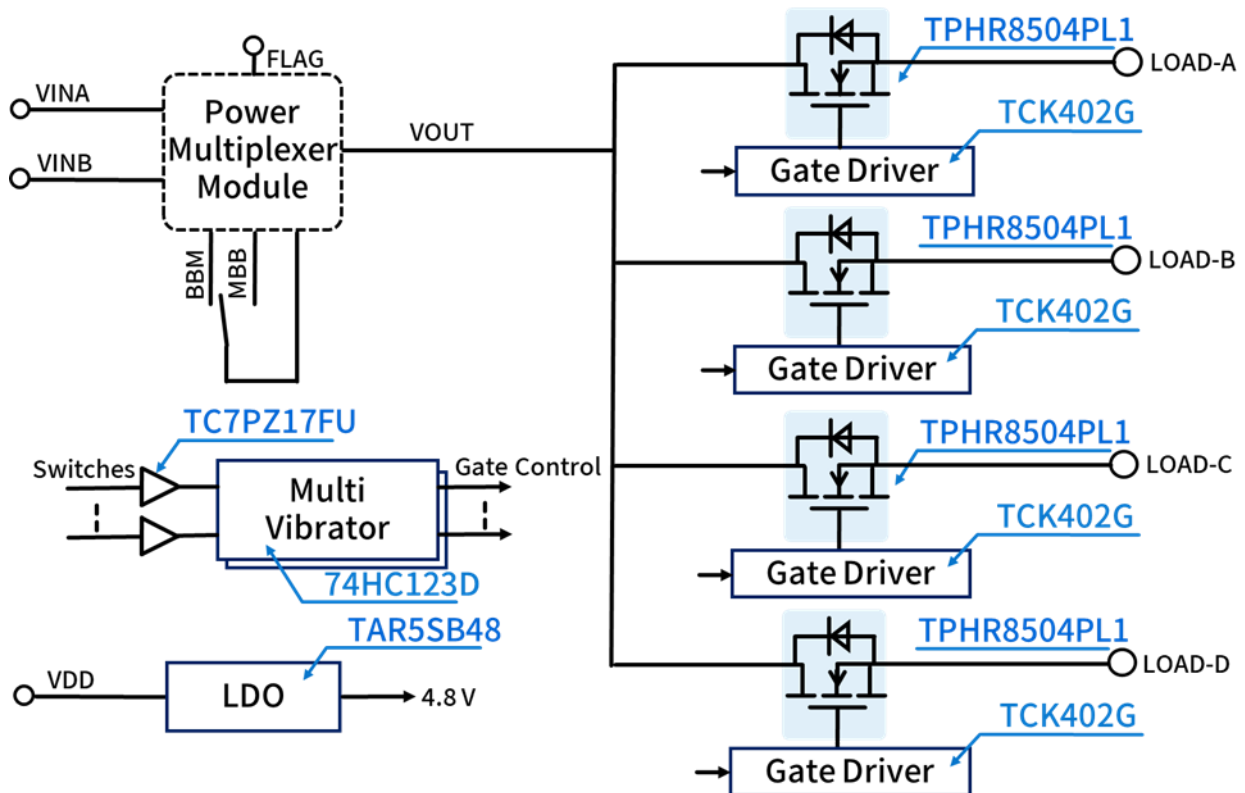 FLAG
VINA
VINB
Power
Multiplexer
Module
VOUT
BBM
MBB
TPHR8504PL1
LOAD-A
TCK402G
Gate Driver
TPHR8504PL1
LOAD-B
TCK402G
Gate Driver
TPHR8504PL1
LOAD-C
TCK402G
Gate Driver
TPHR8504PL1
LOAD-D
TCK402G
Gate Driver
TC7PZ17FU
Switches
Multi
Vibrator
Gate Control
74HC123D
TAR5SB48
VDD
LDO
4.8 V